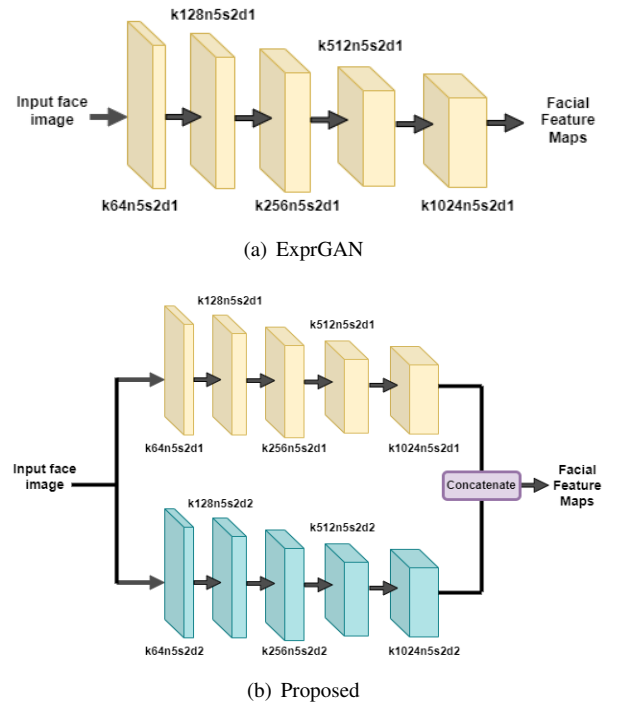 k128n5s2d1
k512n5s2d1
Input face
image
Facial
Feature
Maps
k64n5s2d1
k256n5s2d1
k1024n5s2d1
(a) ExprGAN
k128n5s2d1
k512n5s2d1
k64n5s2d1
k256n5s2d1
k1024n5s2d1
Input face
image
Concatenate
Facial
Feature
Maps
k128n5s2d2
k512n5s2d2
k64n5s2d2
k256n5s2d2
k1024n5s2d2
(b) Proposed